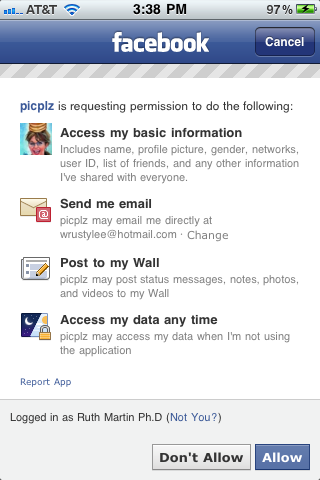 AT&T 3:38 PM 97%
facebook Cancel
picplz is requesting permission to do the following:
Access my basic information
Includes name, profile picture, gender, networks,
user ID, list of friends, and any other information
I've shared with everyone.
Send me email
picplz may email me directly at
wrustylee@hotmail.com · Change
Post to my Wall
picplz may post status messages, notes, photos,
and videos to my Wall
Access my data any time
picplz may access my data when I'm not using
the application
Report App
Logged in as Ruth Martin Ph.D (Not You?)
Don't Allow Allow